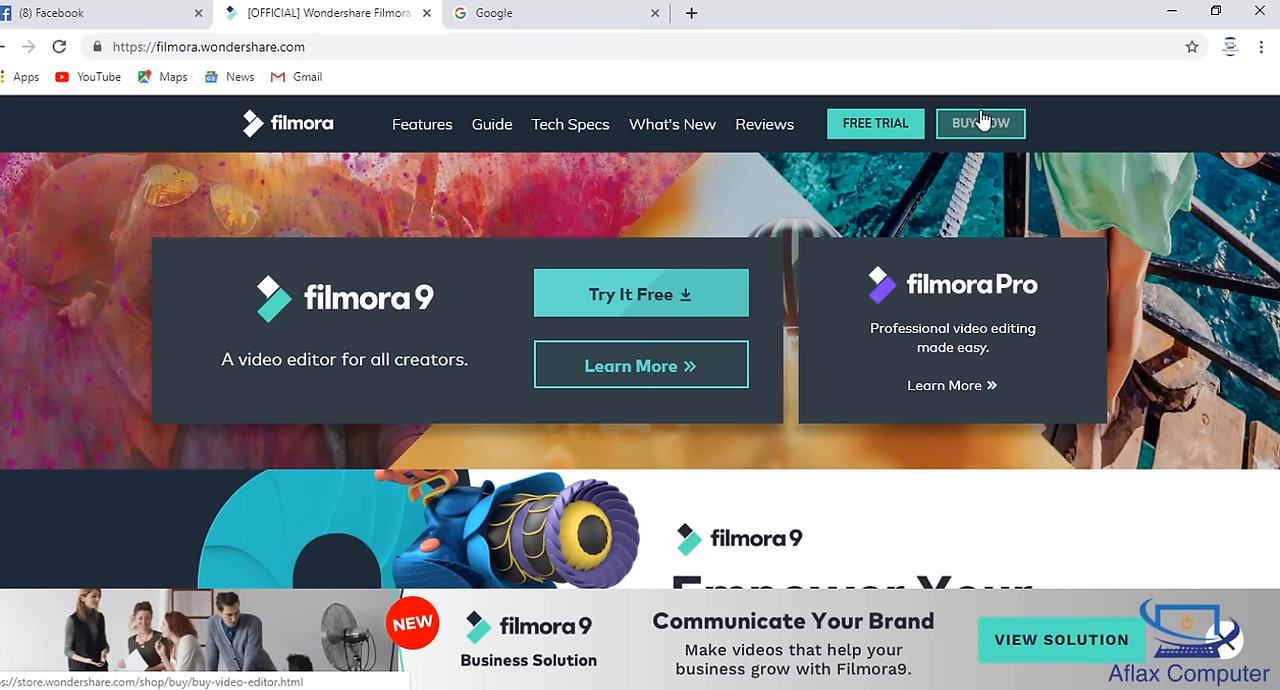 (8) Facebook
[OFFICIAL] Wondershare Filmora
Google
https://filmora.wondershare.com
Apps
YouTube
Maps
News
Gmail
filmora
Features
Guide
Tech Specs
What's New
Reviews
FREE TRIAL
filmora 9
A video editor for all creators.
Try It Free
Learn More »
filmora Pro
Professional video editing
made easy.
Learn More »
filmora 9
Empower Your
NEW
filmora 9
Business Solution
Communicate Your Brand
Make videos that help your
business grow with Filmora9.
VIEW SOLUTION
Aflax Computer
s://store.wondershare.com/shop/buy/buy-video-editor.html